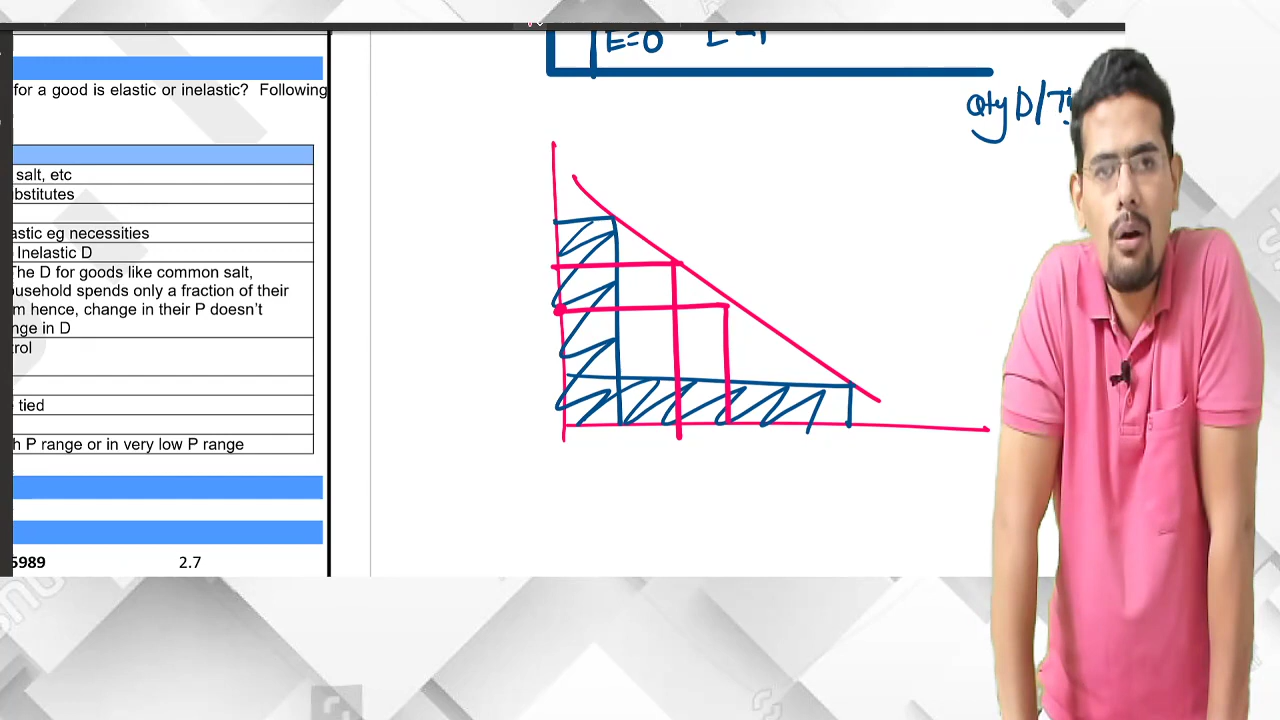 for a good is elastic or inelastic? Following
salt, etc
ubstitutes
astic eg necessities
Inelastic D
The D for goods like common salt,
ousehold spends only a fraction of their
m hence, change in their P doesn't
nge in D
trol
tied
h P range or in very low P range
5989 2.7
E=0
Qty D/